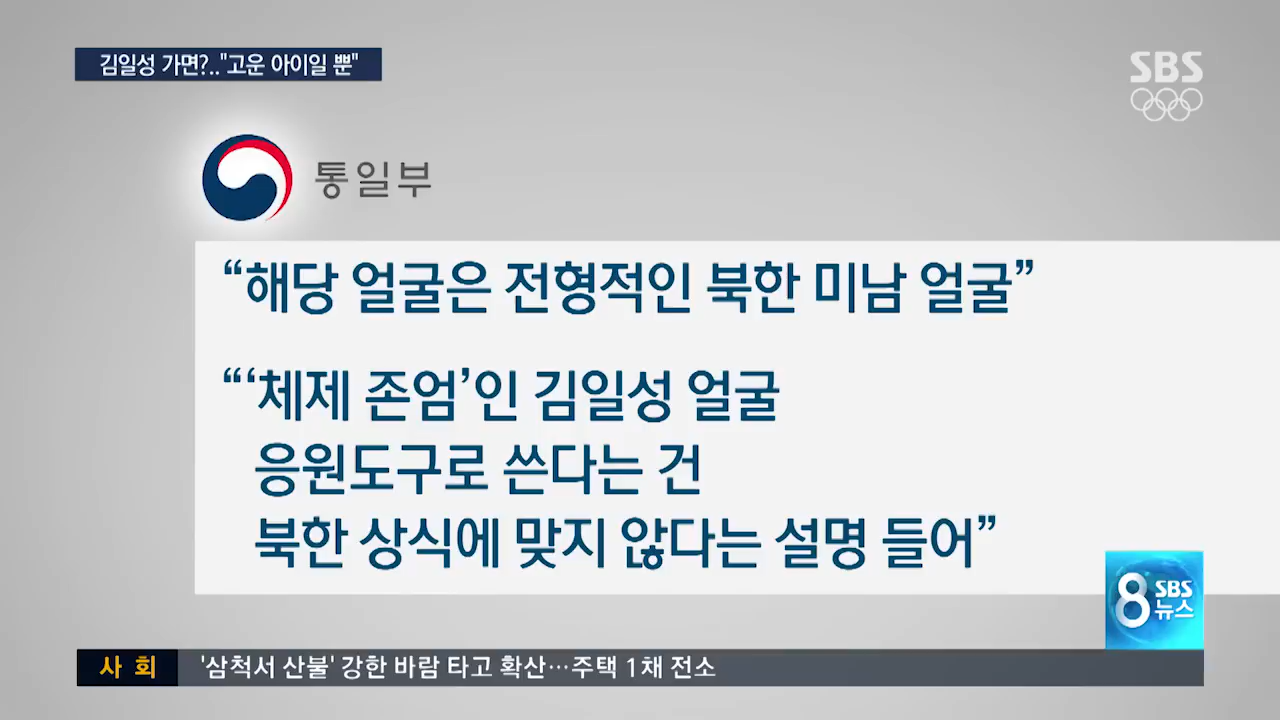 김일성 가면?.."고운 아이일 뿐"
SBS
통일부
“해당 얼굴은 전형적인 북한 미남 얼굴”
“‘체제 존엄’인 김일성 얼굴
응원도구로 쓴다는 건
북한 상식에 맞지 않다는 설명 들어”
8 SBS
뉴스
사 회 '삼척서 산불' 강한 바람 타고 확산…주택 1채 전소